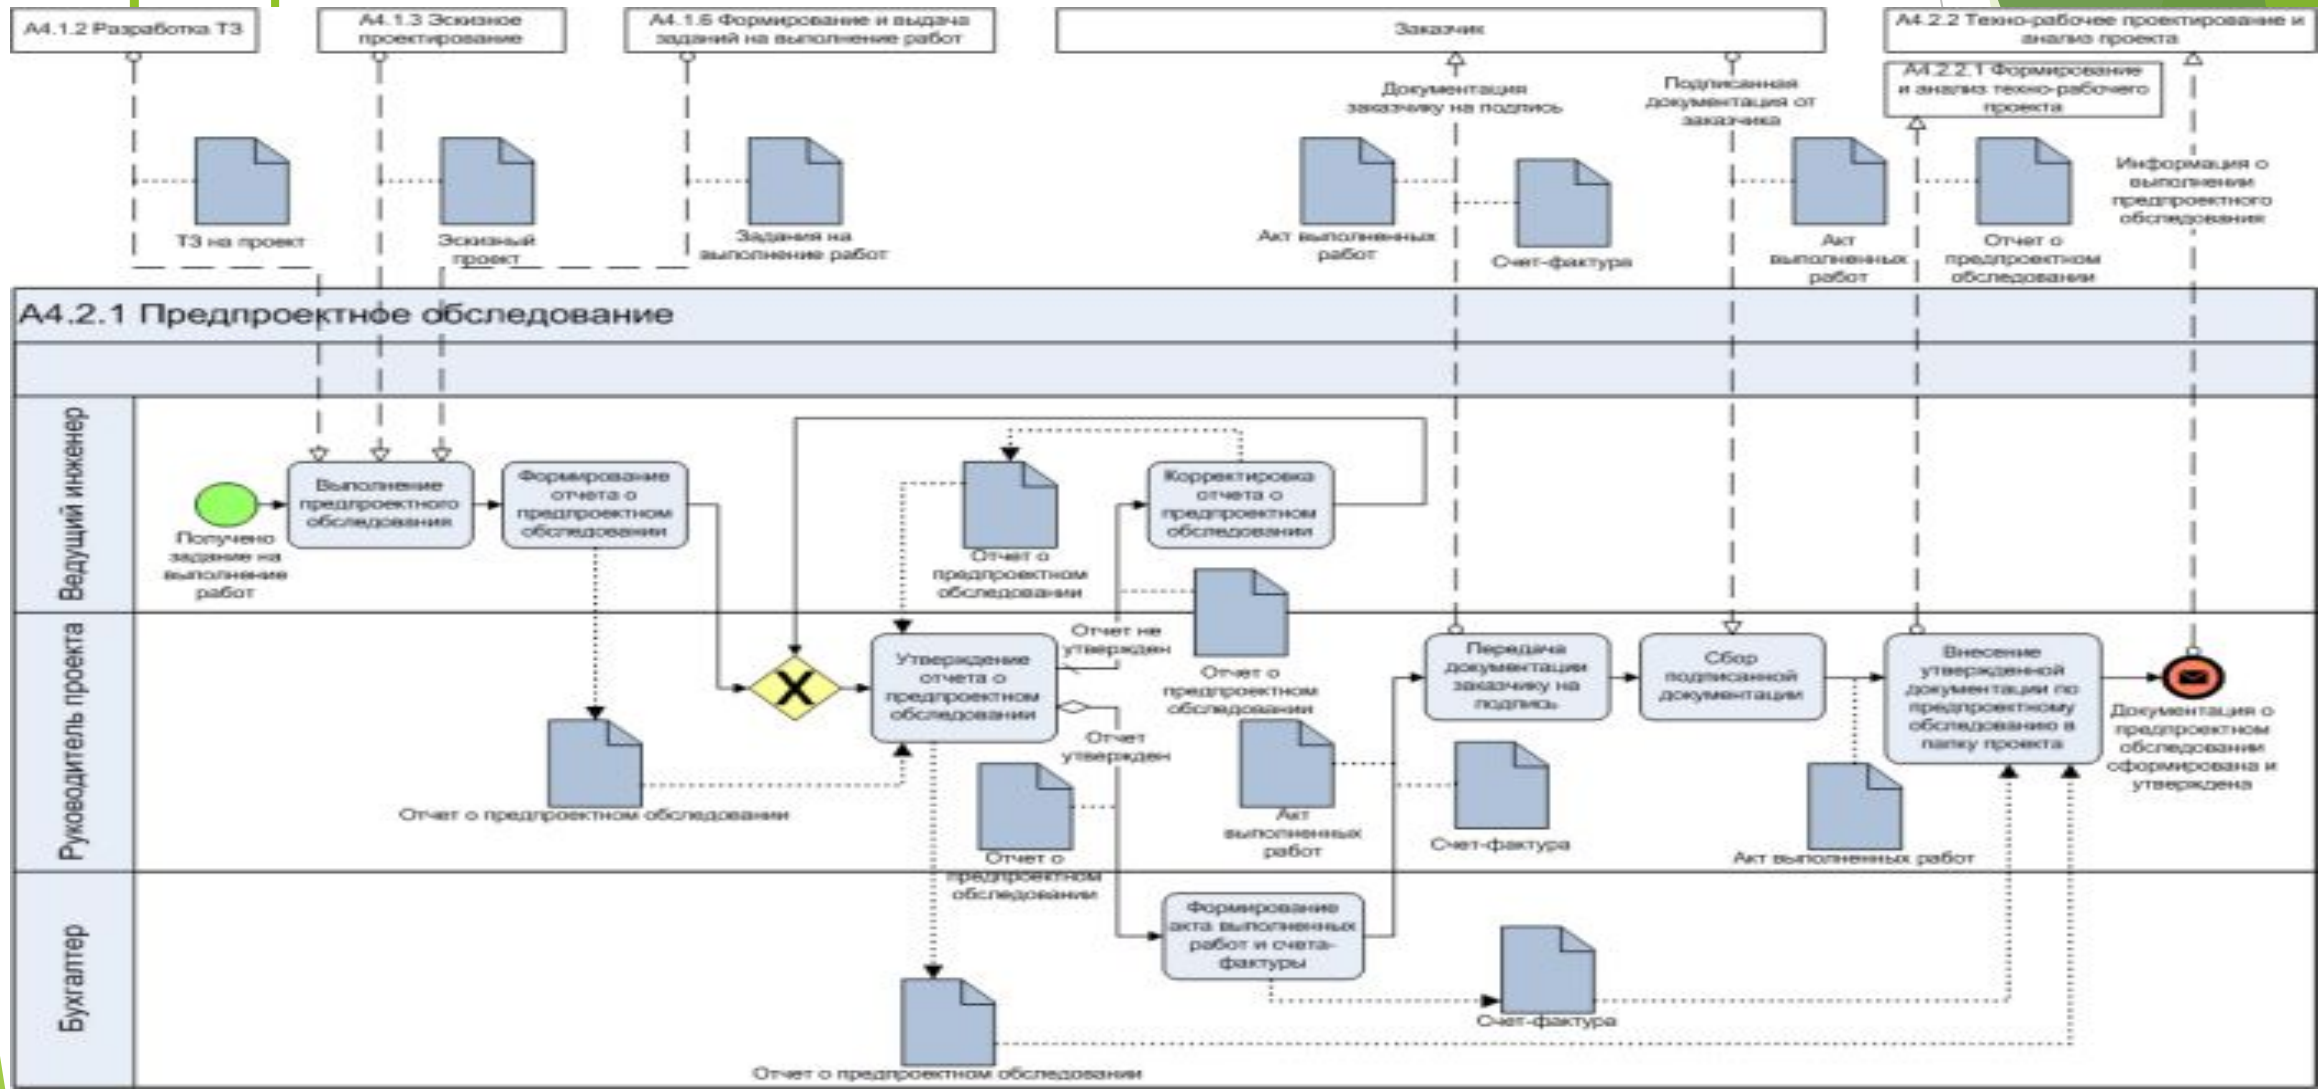 А4.1.2 Разработка ТЗ
А4.1.3 Эскизное
проектирование
А4.1.6 Формирование и выдача
заданий на выполнение работ
Заказчик
А4.2.2 Техно-рабочее проектирование и
анализ проекта
А4.2.2.1 Формирование
и анализ техно-рабочего
проекта
Документация
заказчику на подпись
Подписанная
документация от
заказчика
Информация о
выполнении
предпроектного
обследования
ТЗ на проект
Эскизный
проект
Задания на
выполнение работ
Акт выполненных
работ
Счет-фактура
Акт
выполненных
работ
Отчет о
предпроектном
обследовании
А4.2.1 Предпроектное обследование
Ведущий инженер
Получено
задание на
выполнение
работ
Выполнение
предпроектного
обследования
Формирование
отчета о
предпроектном
обследовании
Отчет о
предпроектном
обследовании
Корректировка
отчета о
предпроектном
обследовании
Руководитель проекта
Отчет о предпроектном обследовании
X
Утверждение
отчета о
предпроектном
обследовании
Отчет не
утвержден
Отчет о
предпроектном
обследовании
Отчет
утвержден
Отчет о
предпроектном
обследовании
Акт
выполненных
работ
Счет-фактура
Передача
документации
заказчику на
подпись
Сбор
подписанной
документации
Акт выполненных работ
Внесение
утвержденной
документации по
предпроектному
обследованию в
папку проекта
Документация о
предпроектном
обследовании
сформирована и
утверждена
Бухгалтер
Формирование
акта выполненных
работ и счета-
фактуры
Счет-фактура
Отчет о предпроектном обследовании